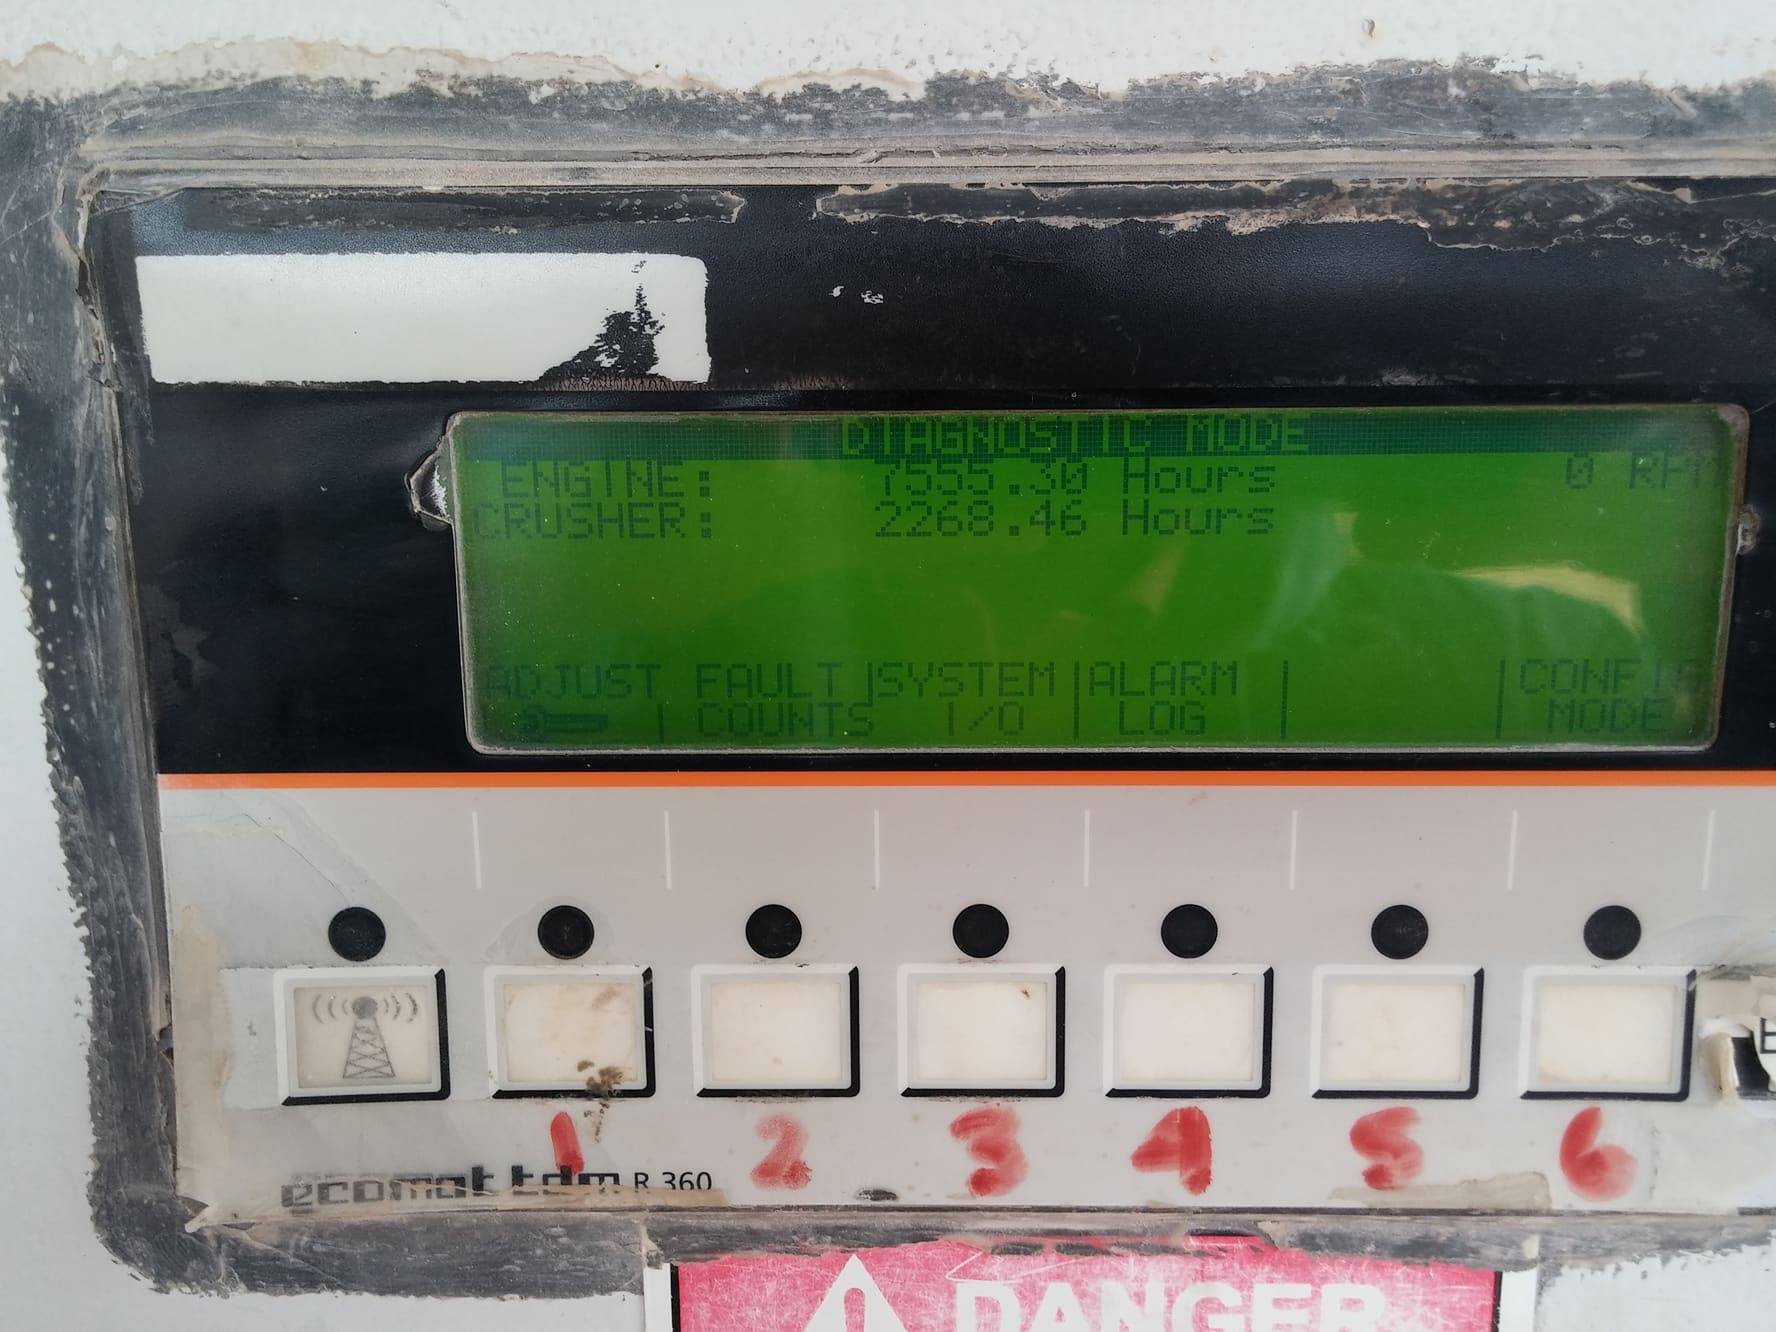 DIAGNOSTIC MODE
ENGINE: 7555.30 Hours 0 RPM
CRUSHER: 2268.46 Hours
ADJUST FAULT SYSTEM ALARM CONFIG
COUNTS I/O LOG MODE
1 2 3 4 5 6
ecomat tdm R 360
DANGER